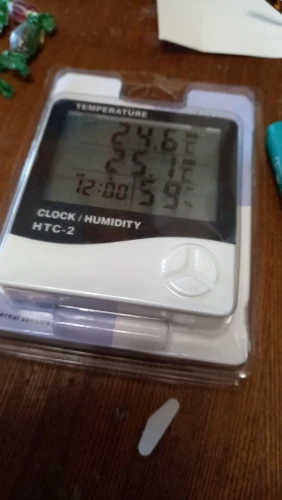 TEMPERATURE
24.6 °C
25.1 °C
12:00 59
CLOCK / HUMIDITY
HTC-2